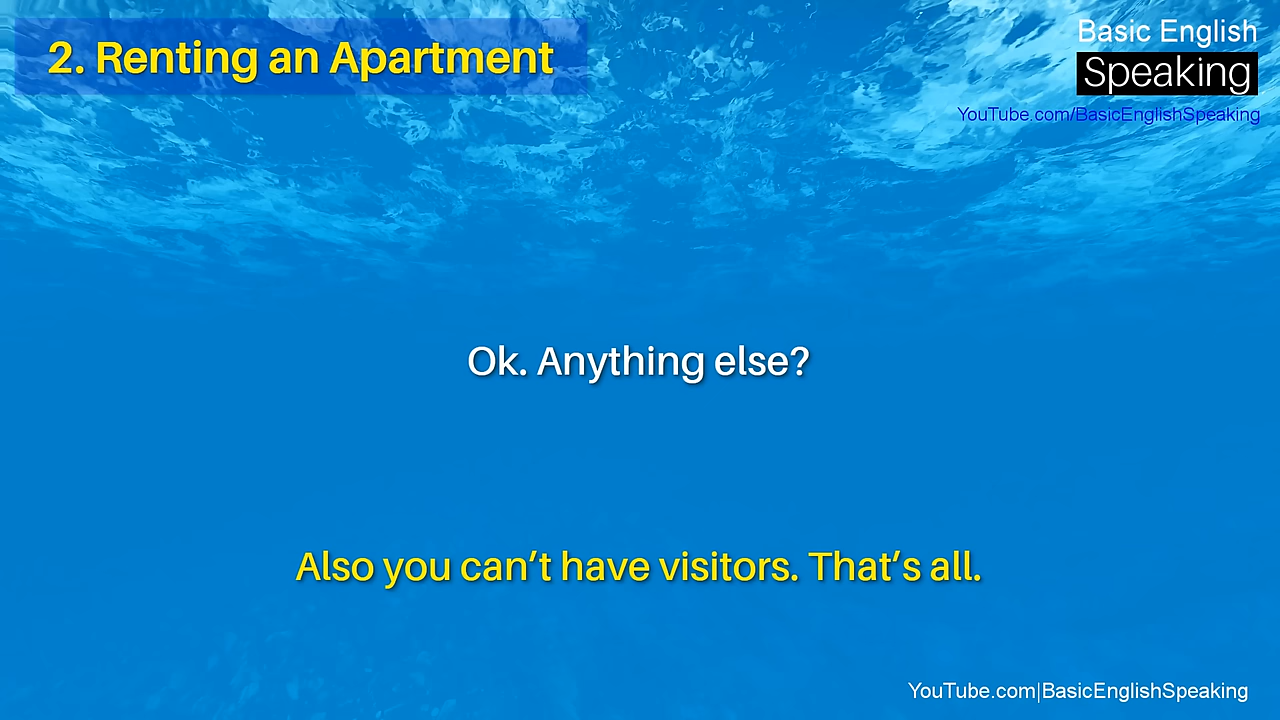 2. Renting an Apartment
Basic English
Speaking
YouTube.com/BasicEnglishSpeaking
Ok. Anything else?
Also you can’t have visitors. That’s all.
YouTube.com|BasicEnglishSpeaking